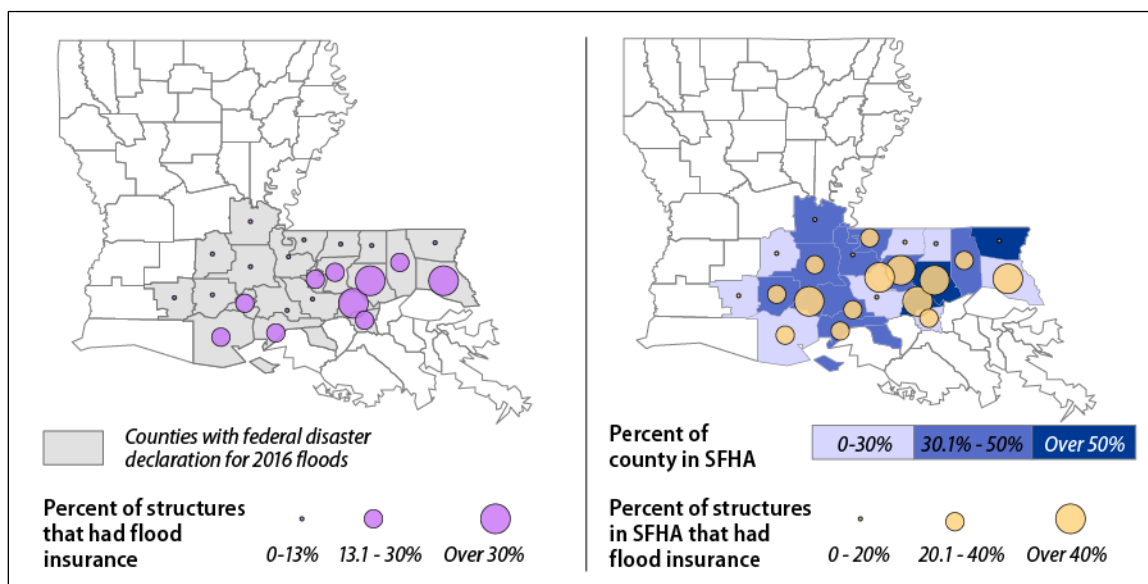 Counties with federal disaster
declaration for 2016 floods
Percent of structures
that had flood
insurance
0-13%
13.1 - 30%
Over 30%
Percent of
county in SFHA
0-30%
30.1% - 50%
Over 50%
Percent of structures
in SFHA that had
flood insurance
0 - 20%
20.1 - 40%
Over 40%